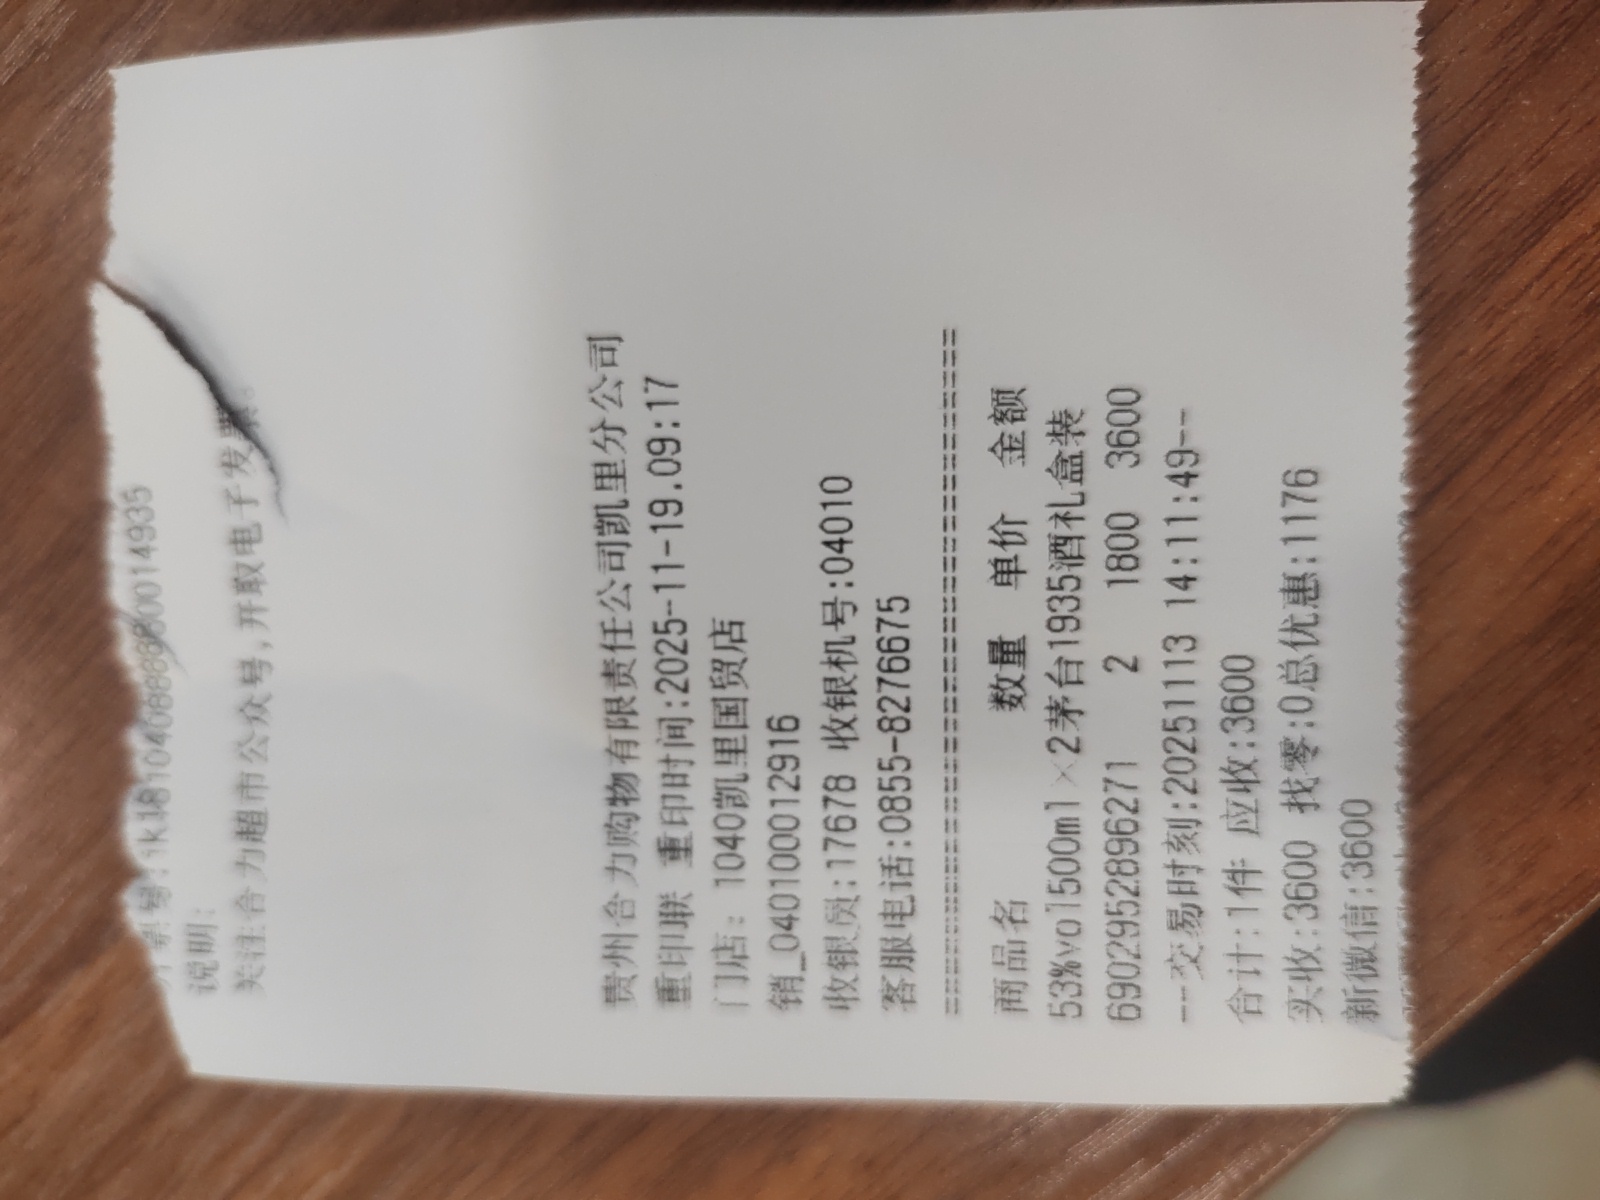 说明:
关注合力超市公众号,开取电子发票。
贵州合力购物有限责任公司凯里分公司
重印联 重印时间:2025-11-19.09:17
门店: 1040凯里国贸店
销_040100012916
收银员:17678 收银机号:04010
客服电话:0855-8276675
==================================
商品名 数量 单价 金额
53%vol500ml×2茅台1935酒礼盒装
6902952896271 2 1800 3600
--交易时刻:20251113 14:11:49--
合计:1件 应收:3600
实收:3600 找零:0总优惠:1176
新微信:3600